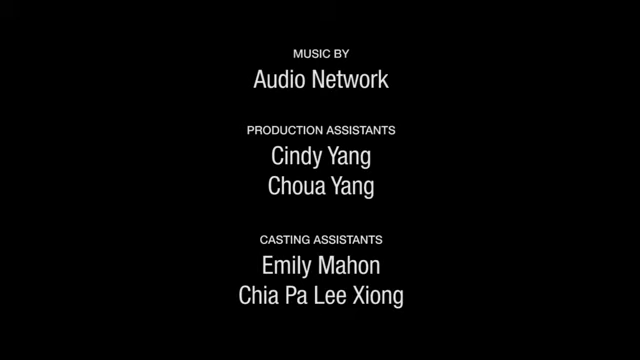 MUSIC BY
Audio Network
PRODUCTION ASSISTANTS
Cindy Yang
Choua Yang
CASTING ASSISTANTS
Emily Mahon
Chia Pa Lee Xiong